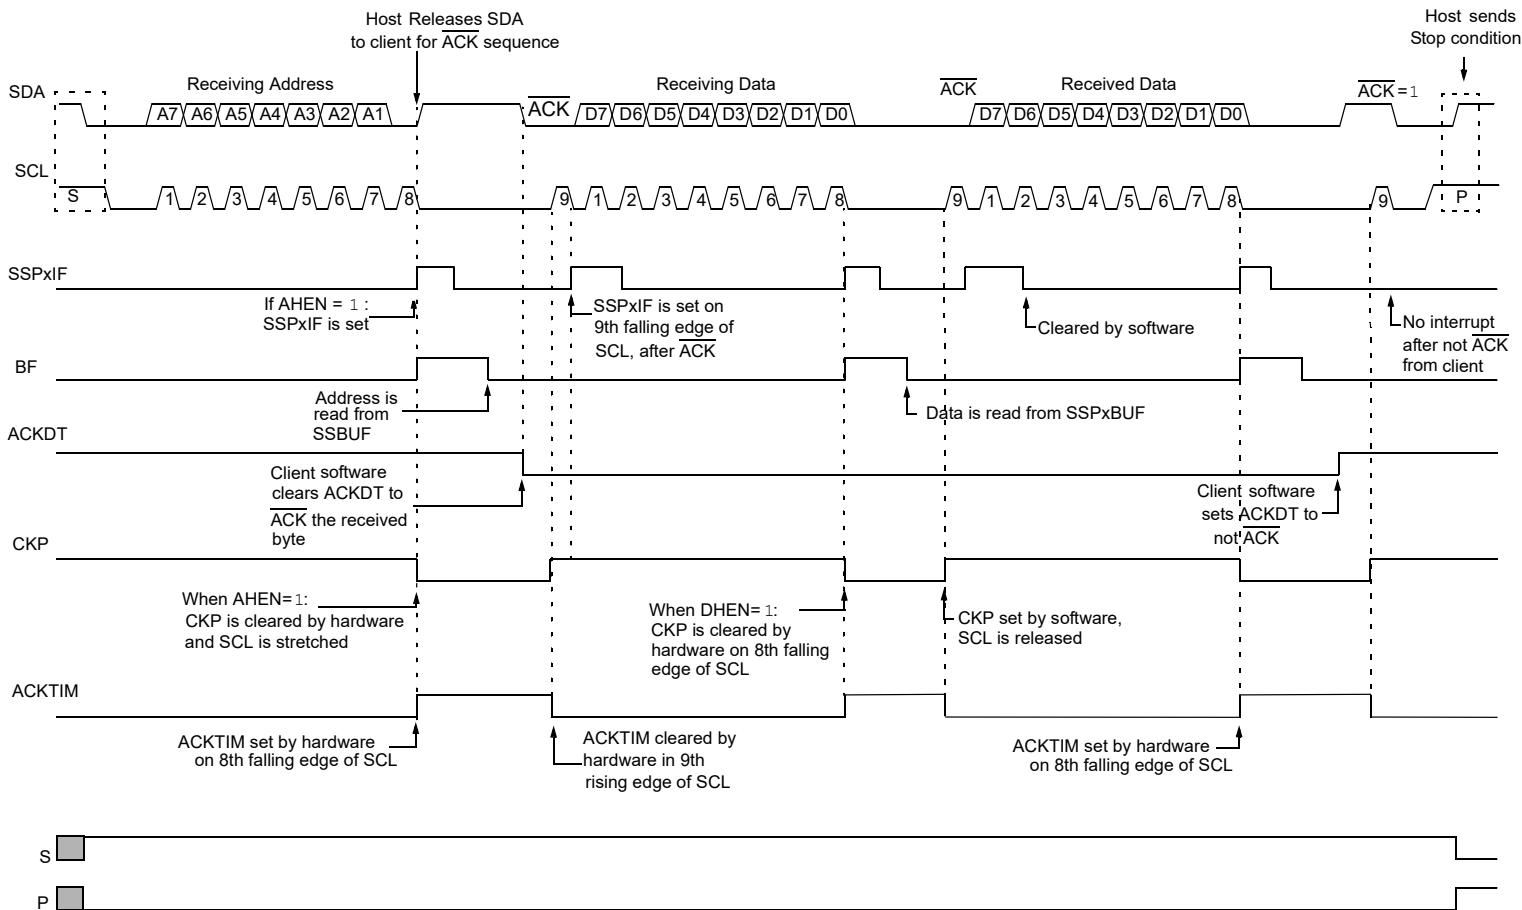 Host Releases SDA
to client for ACK sequence
Host sends
Stop condition
SDA
Receiving Address
ACK
Receiving Data
ACK
Received Data
ACK = 1
A7 A6 A5 A4 A3 A2 A1
D7 D6 D5 D4 D3 D2 D1 D0
D7 D6 D5 D4 D3 D2 D1 D0
SCL
S
1 2 3 4 5 6 7 8
9 1 2 3 4 5 6 7 8
9 1 2 3 4 5 6 7 8
9
P
SSPxIF
If AHEN = 1 :
SSPxIF is set
SSPxIF is set on
9th falling edge of
SCL, after ACK
Cleared by software
No interrupt
after not ACK
from client
BF
Address is
read from
SSBUF
Data is read from SSPxBUF
ACKDT
Client software
clears ACKDT to
ACK the received
byte
Client software
sets ACKDT to
not ACK
CKP
When AHEN= 1:
CKP is cleared by hardware
and SCL is stretched
When DHEN= 1:
CKP is cleared by
hardware on 8th falling
edge of SCL
CKP set by software,
SCL is released
ACKTIM
ACKTIM set by hardware
on 8th falling edge of SCL
ACKTIM cleared by
hardware in 9th
rising edge of SCL
ACKTIM set by hardware
on 8th falling edge of SCL
S
P